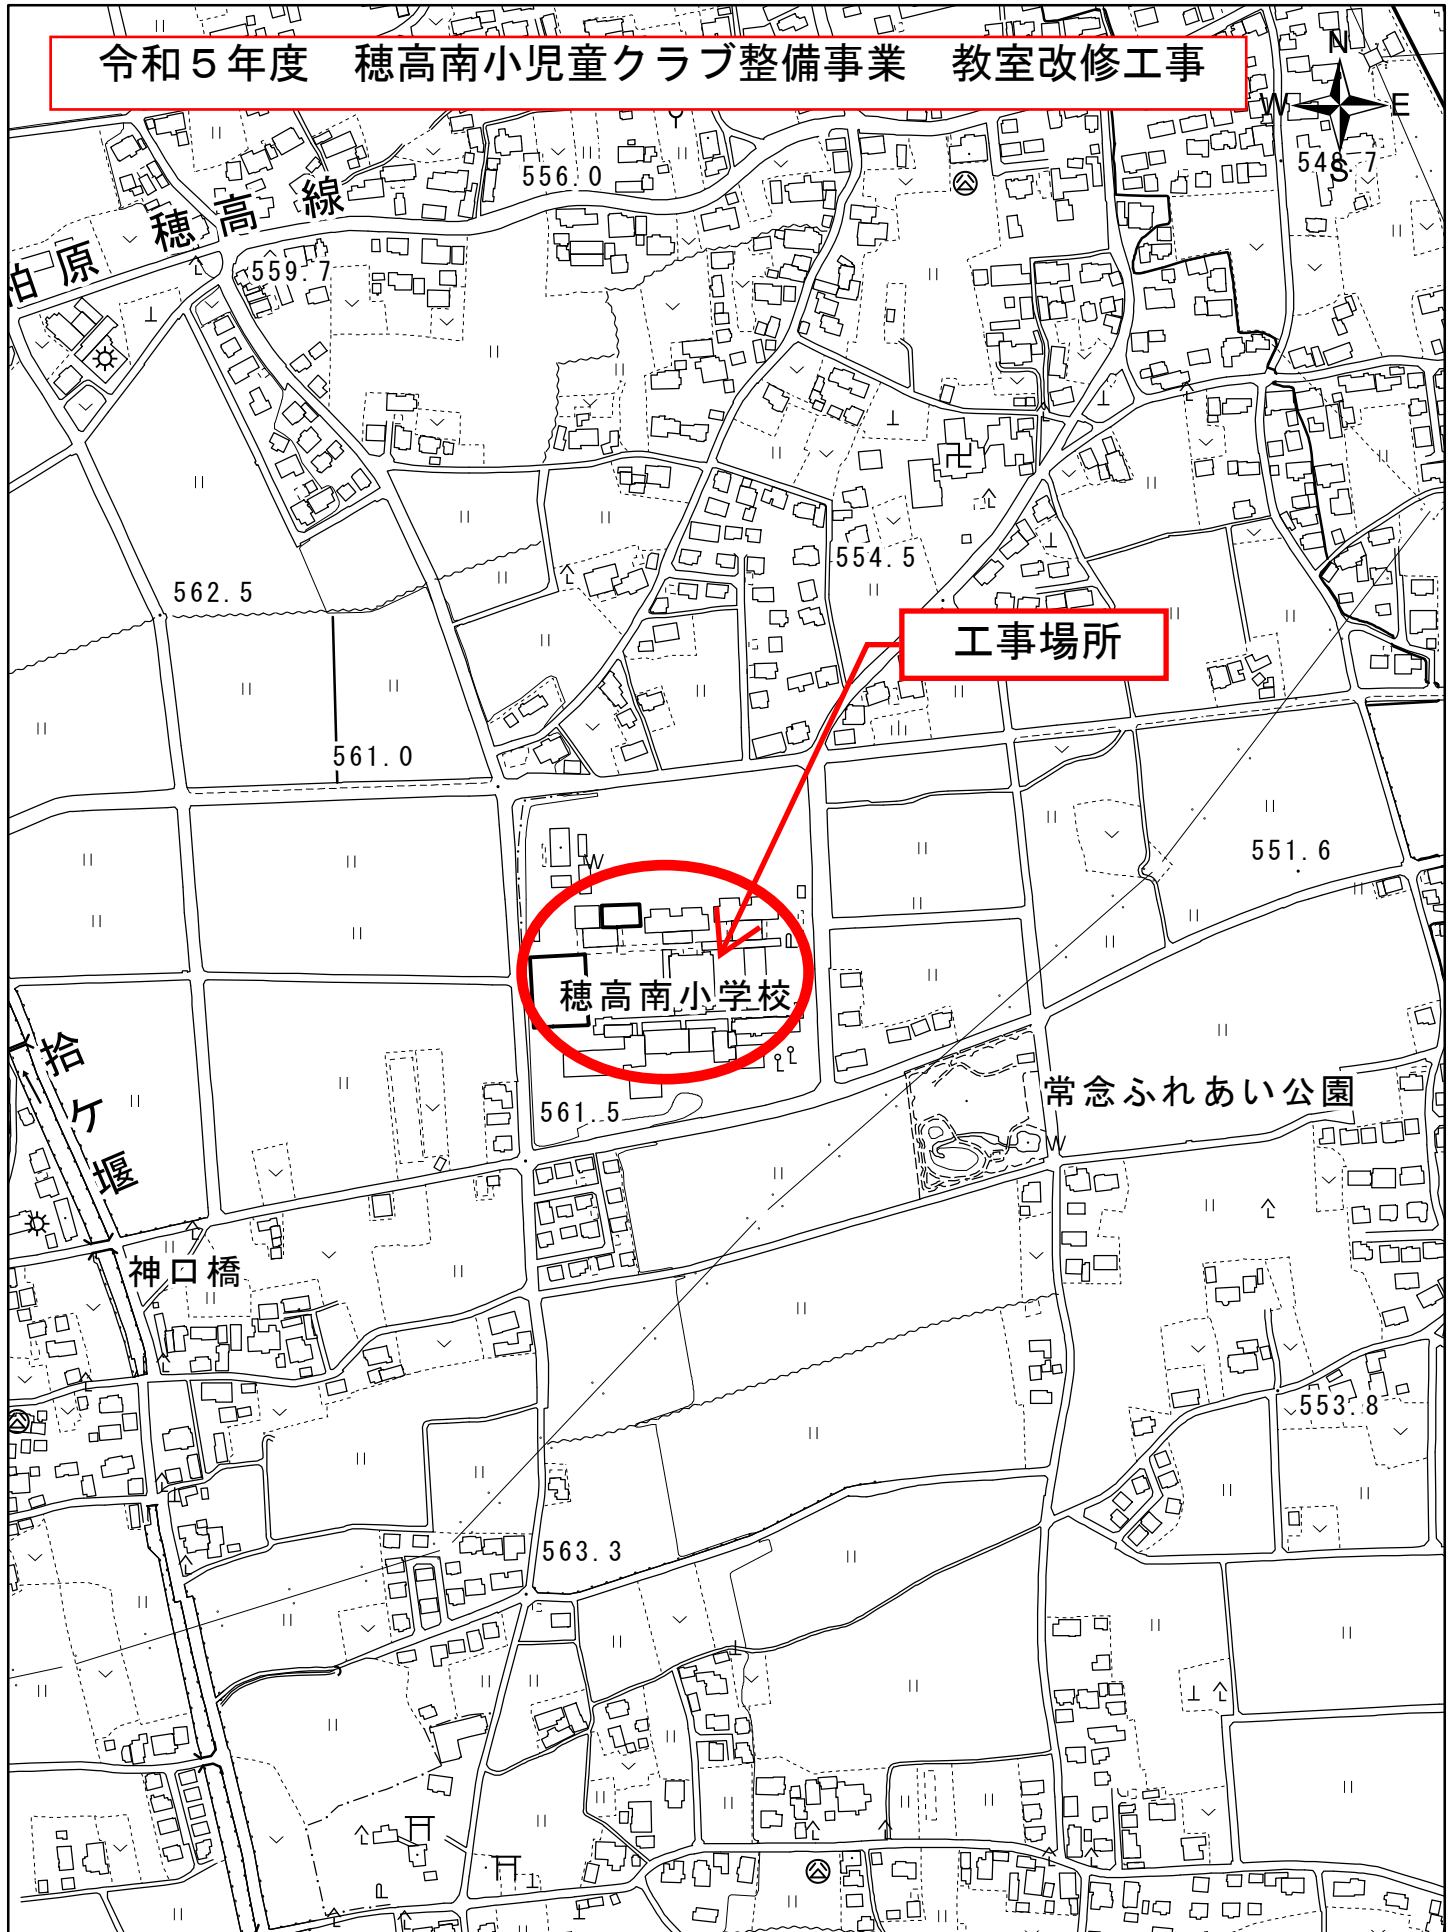 令和５年度　穂高南小児童クラブ整備事業　教室改修工事
N
W
E
S
548.7
556.0
柏原穂高線
559.7
562.5
554.5
工事場所
561.0
551.6
W
穂高南小学校
拾ケ堰
常念ふれあい公園
561.5
W
神口橋
553.8
563.3